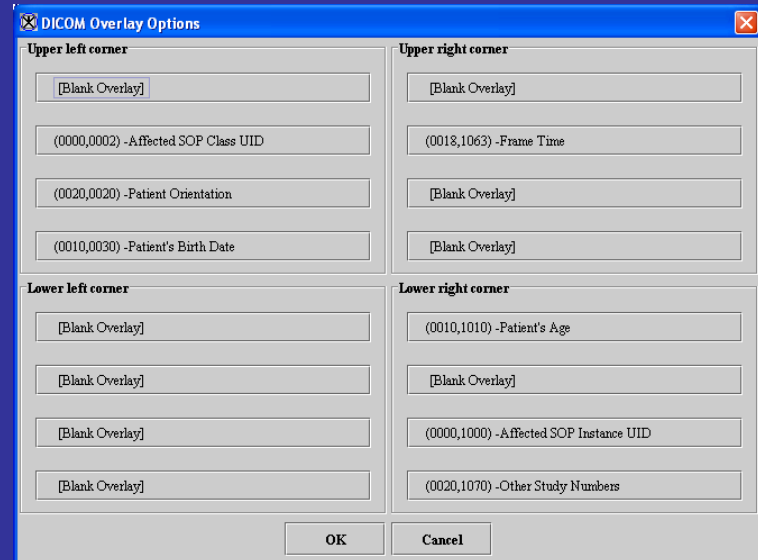 DICOM Overlay Options
Upper left corner
[Blank Overlay]
(0000,0002) -Affected SOP Class UID
(0020,0020) -Patient Orientation
(0010,0030) -Patient's Birth Date
Upper right corner
[Blank Overlay]
(0018,1063) -Frame Time
[Blank Overlay]
[Blank Overlay]
Lower left corner
[Blank Overlay]
[Blank Overlay]
[Blank Overlay]
[Blank Overlay]
Lower right corner
(0010,1010) -Patient's Age
[Blank Overlay]
(0000,1000) -Affected SOP Instance UID
(0020,1070) -Other Study Numbers
OK
Cancel